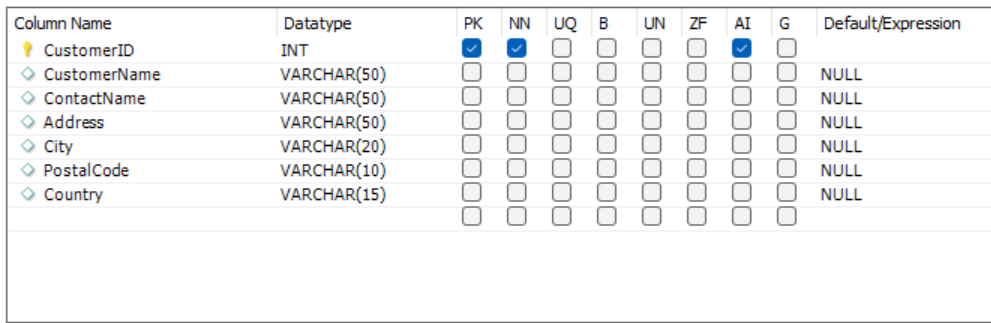 Column Name Datatype PK NN UQ B UN ZF AI G Default/Expression
CustomerID INT
CustomerName VARCHAR(50) NULL
ContactName VARCHAR(50) NULL
Address VARCHAR(50) NULL
City VARCHAR(20) NULL
PostalCode VARCHAR(10) NULL
Country VARCHAR(15) NULL